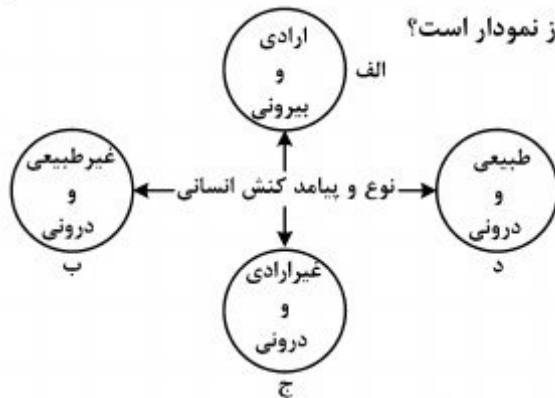 ز نمودار است؟
ارادی
و
بیرونی
الف
طبیعی
و
درونی
د
نوع و پیامد کنش انسانی
غیرطبیعی
و
درونی
ب
غیرارادی
و
درونی
ج